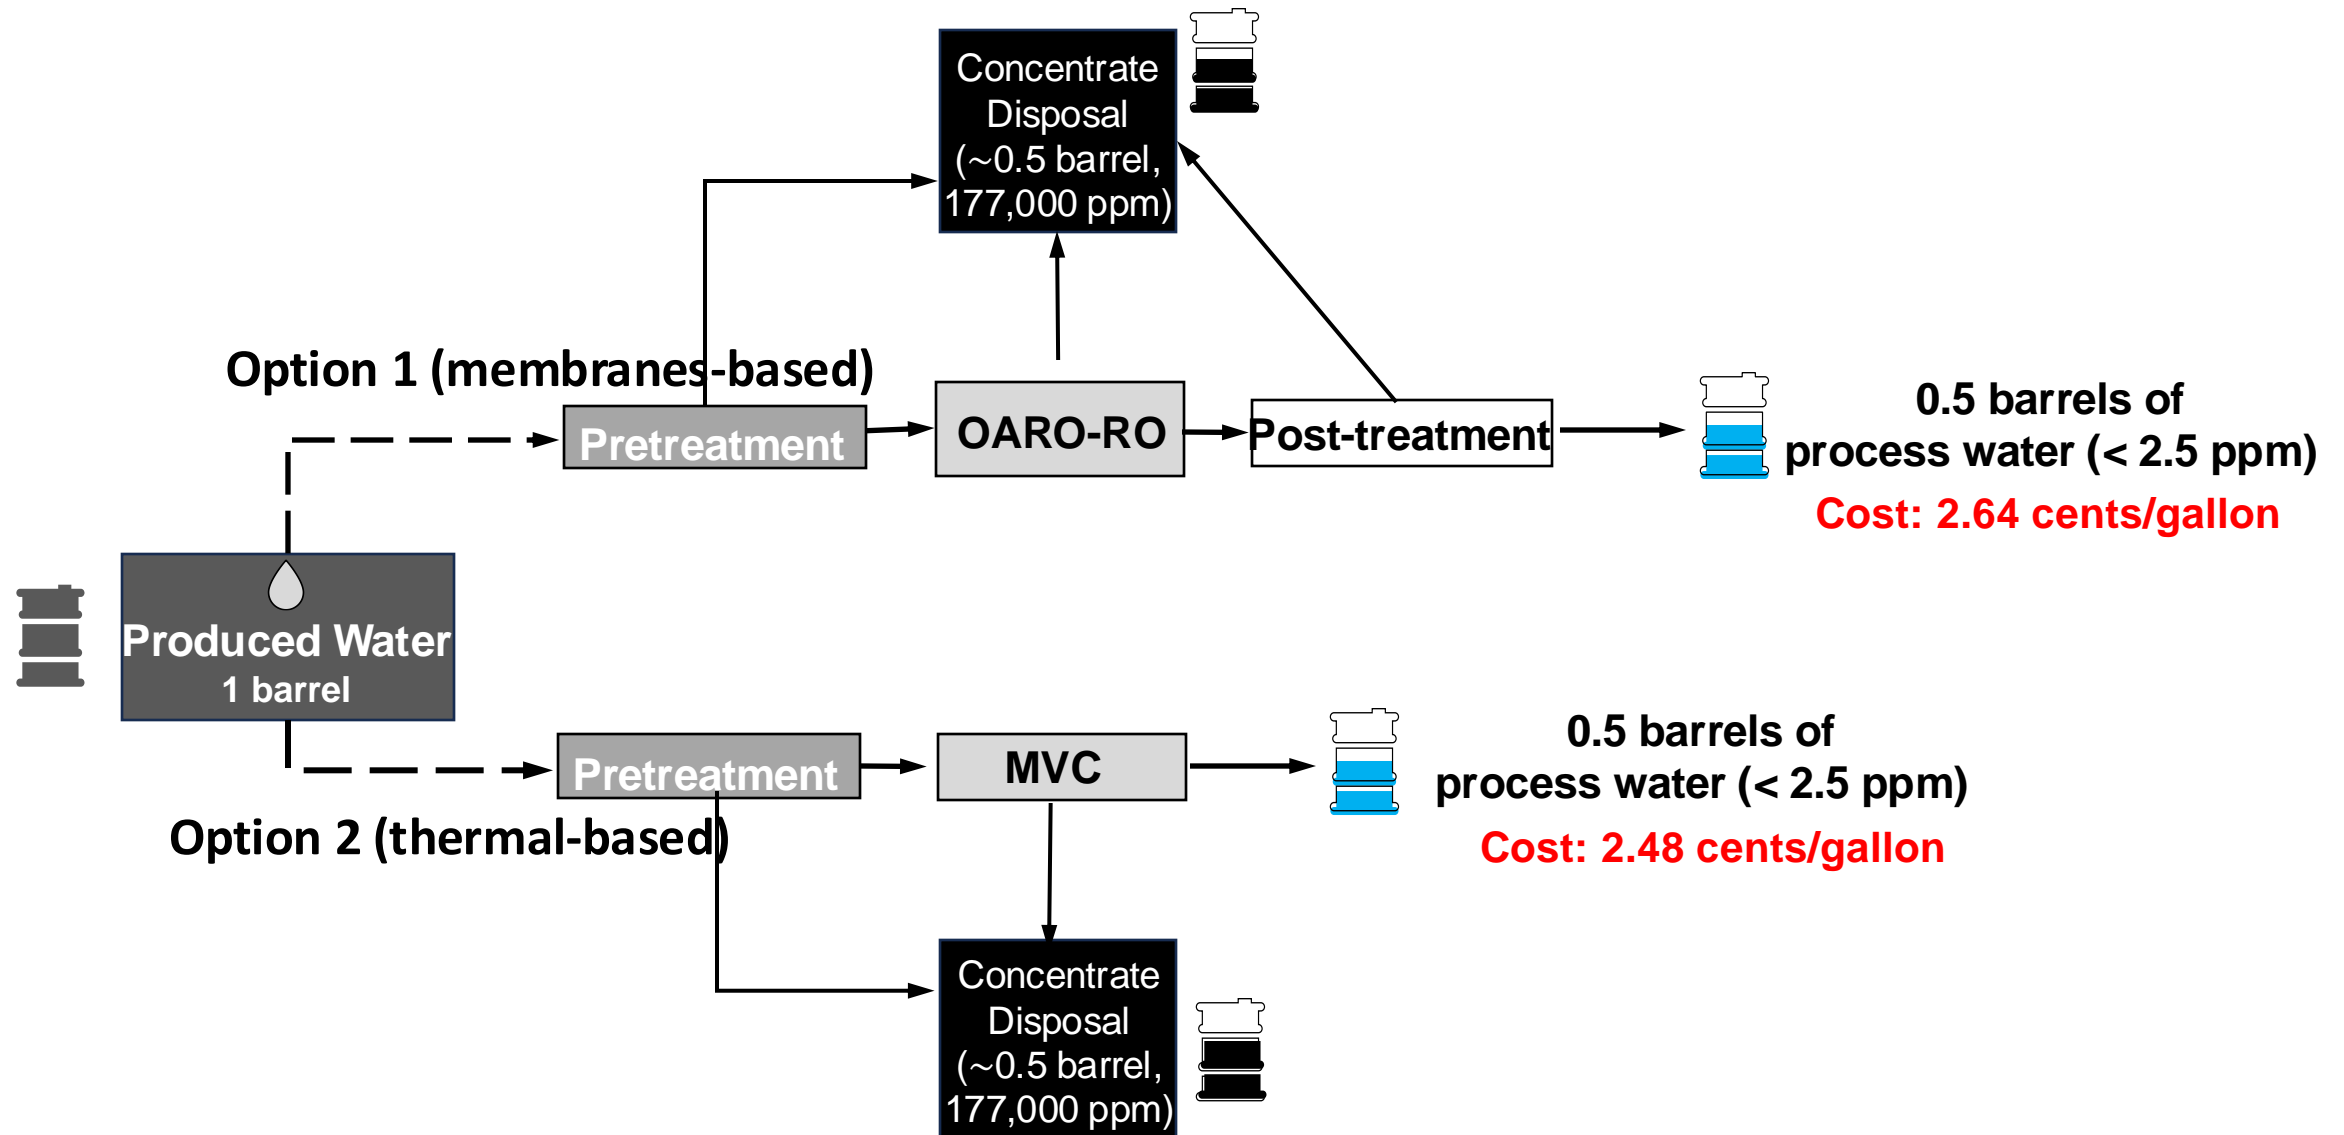 Concentrate
Disposal
(~0.5 barrel,
177,000 ppm)
Option 1 (membranes-based)
Pretreatment
OARO-RO
Post-treatment
0.5 barrels of
process water (< 2.5 ppm)
Cost: 2.64 cents/gallon
Produced Water
1 barrel
Pretreatment
MVC
0.5 barrels of
process water (< 2.5 ppm)
Cost: 2.48 cents/gallon
Option 2 (thermal-based)
Concentrate
Disposal
(~0.5 barrel,
177,000 ppm)